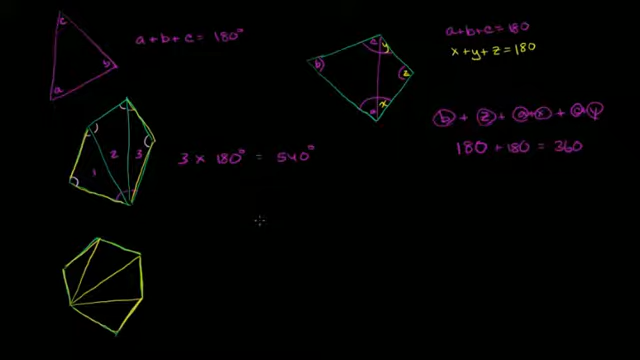 c
b
a
a + b + c = 180°
c y
b
z
a x
a + b + c = 180
x + y + z = 180
b + z + a + x + c + y
180 + 180 = 360
1 2 3
3 × 180° = 540°